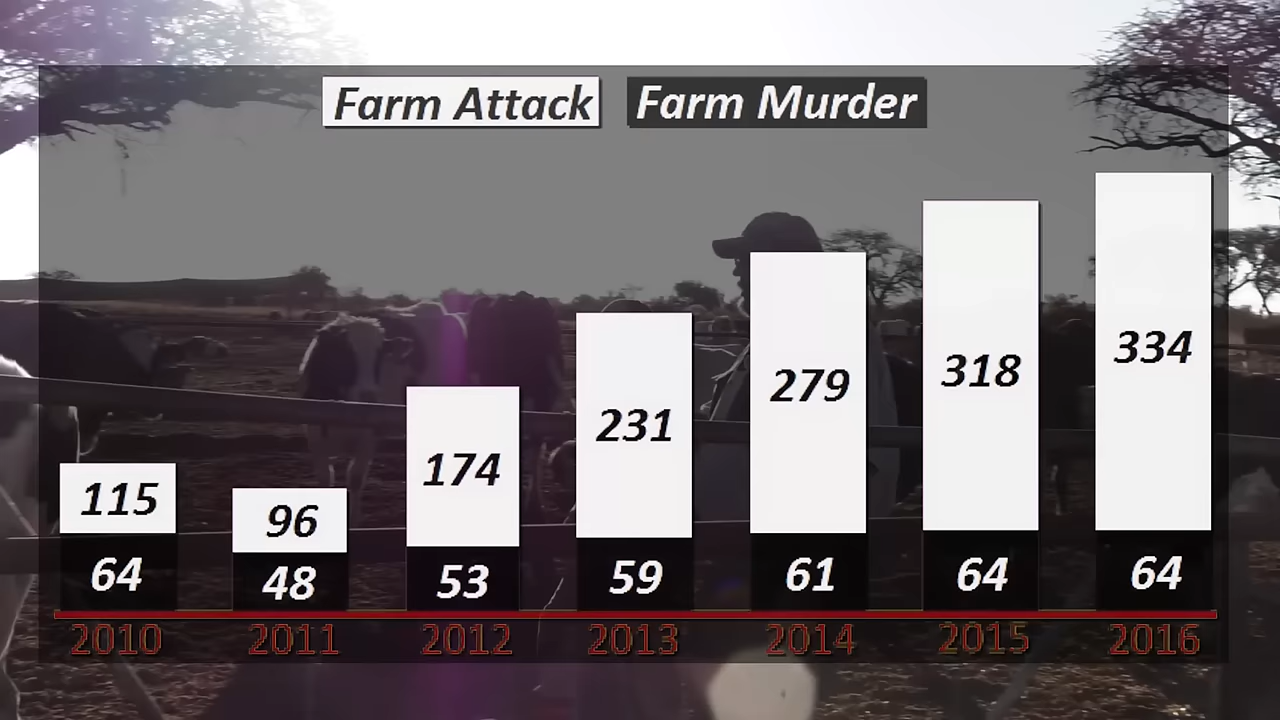 Farm Attack Farm Murder
115 96 174 231 279 318 334
64 48 53 59 61 64 64
2010 2011 2012 2013 2014 2015 2016